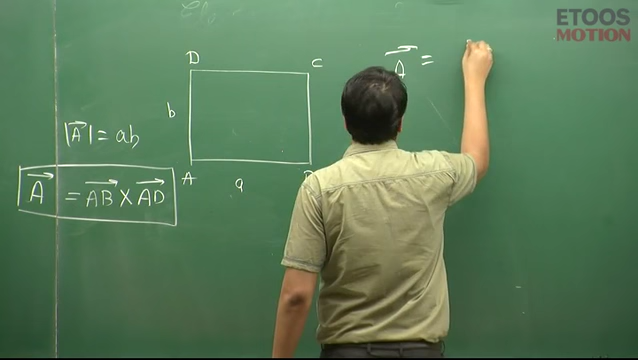 ETOOS
MOTION
D
C
A⃗ =
b
|A⃗| = ab
A
a
A⃗ = AB⃗ X AD⃗